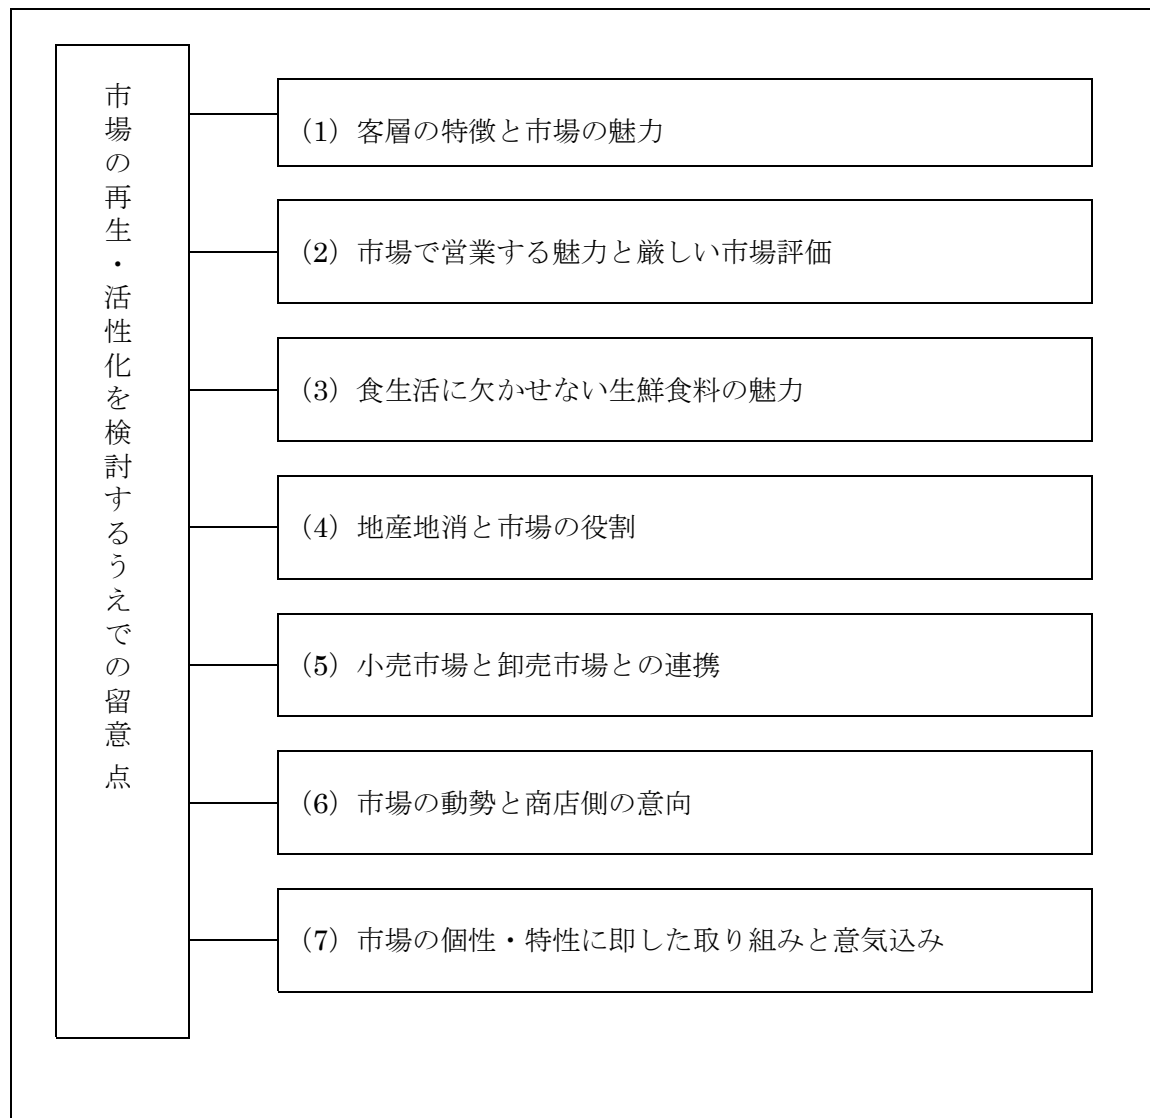 市場の再生・活性化を検討するうえでの留意点
（1）客層の特徴と市場の魅力
（2）市場で営業する魅力と厳しい市場評価
（3）食生活に欠かせない生鮮食料の魅力
（4）地産地消と市場の役割
（5）小売市場と卸売市場との連携
（6）市場の動勢と商店側の意向
（7）市場の個性・特性に即した取り組みと意気込み